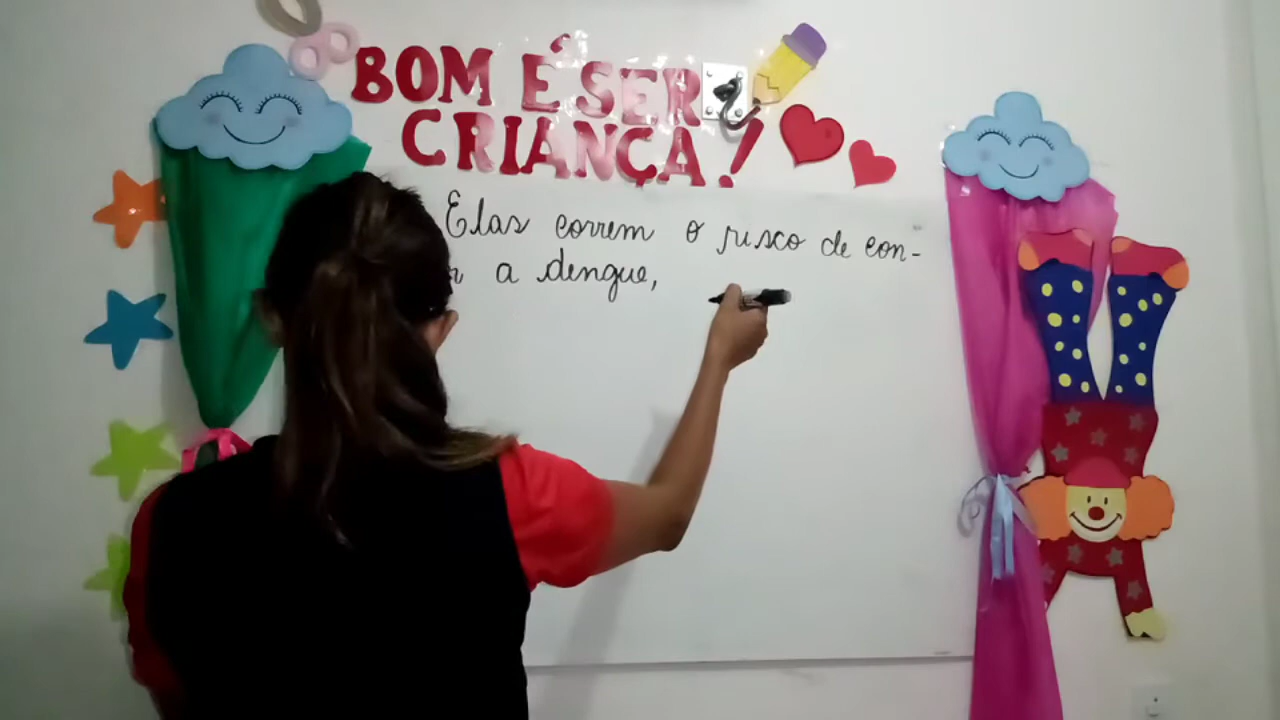 BOM É SER
CRIANÇA!
Elas correm o risco de con-
a dengue,